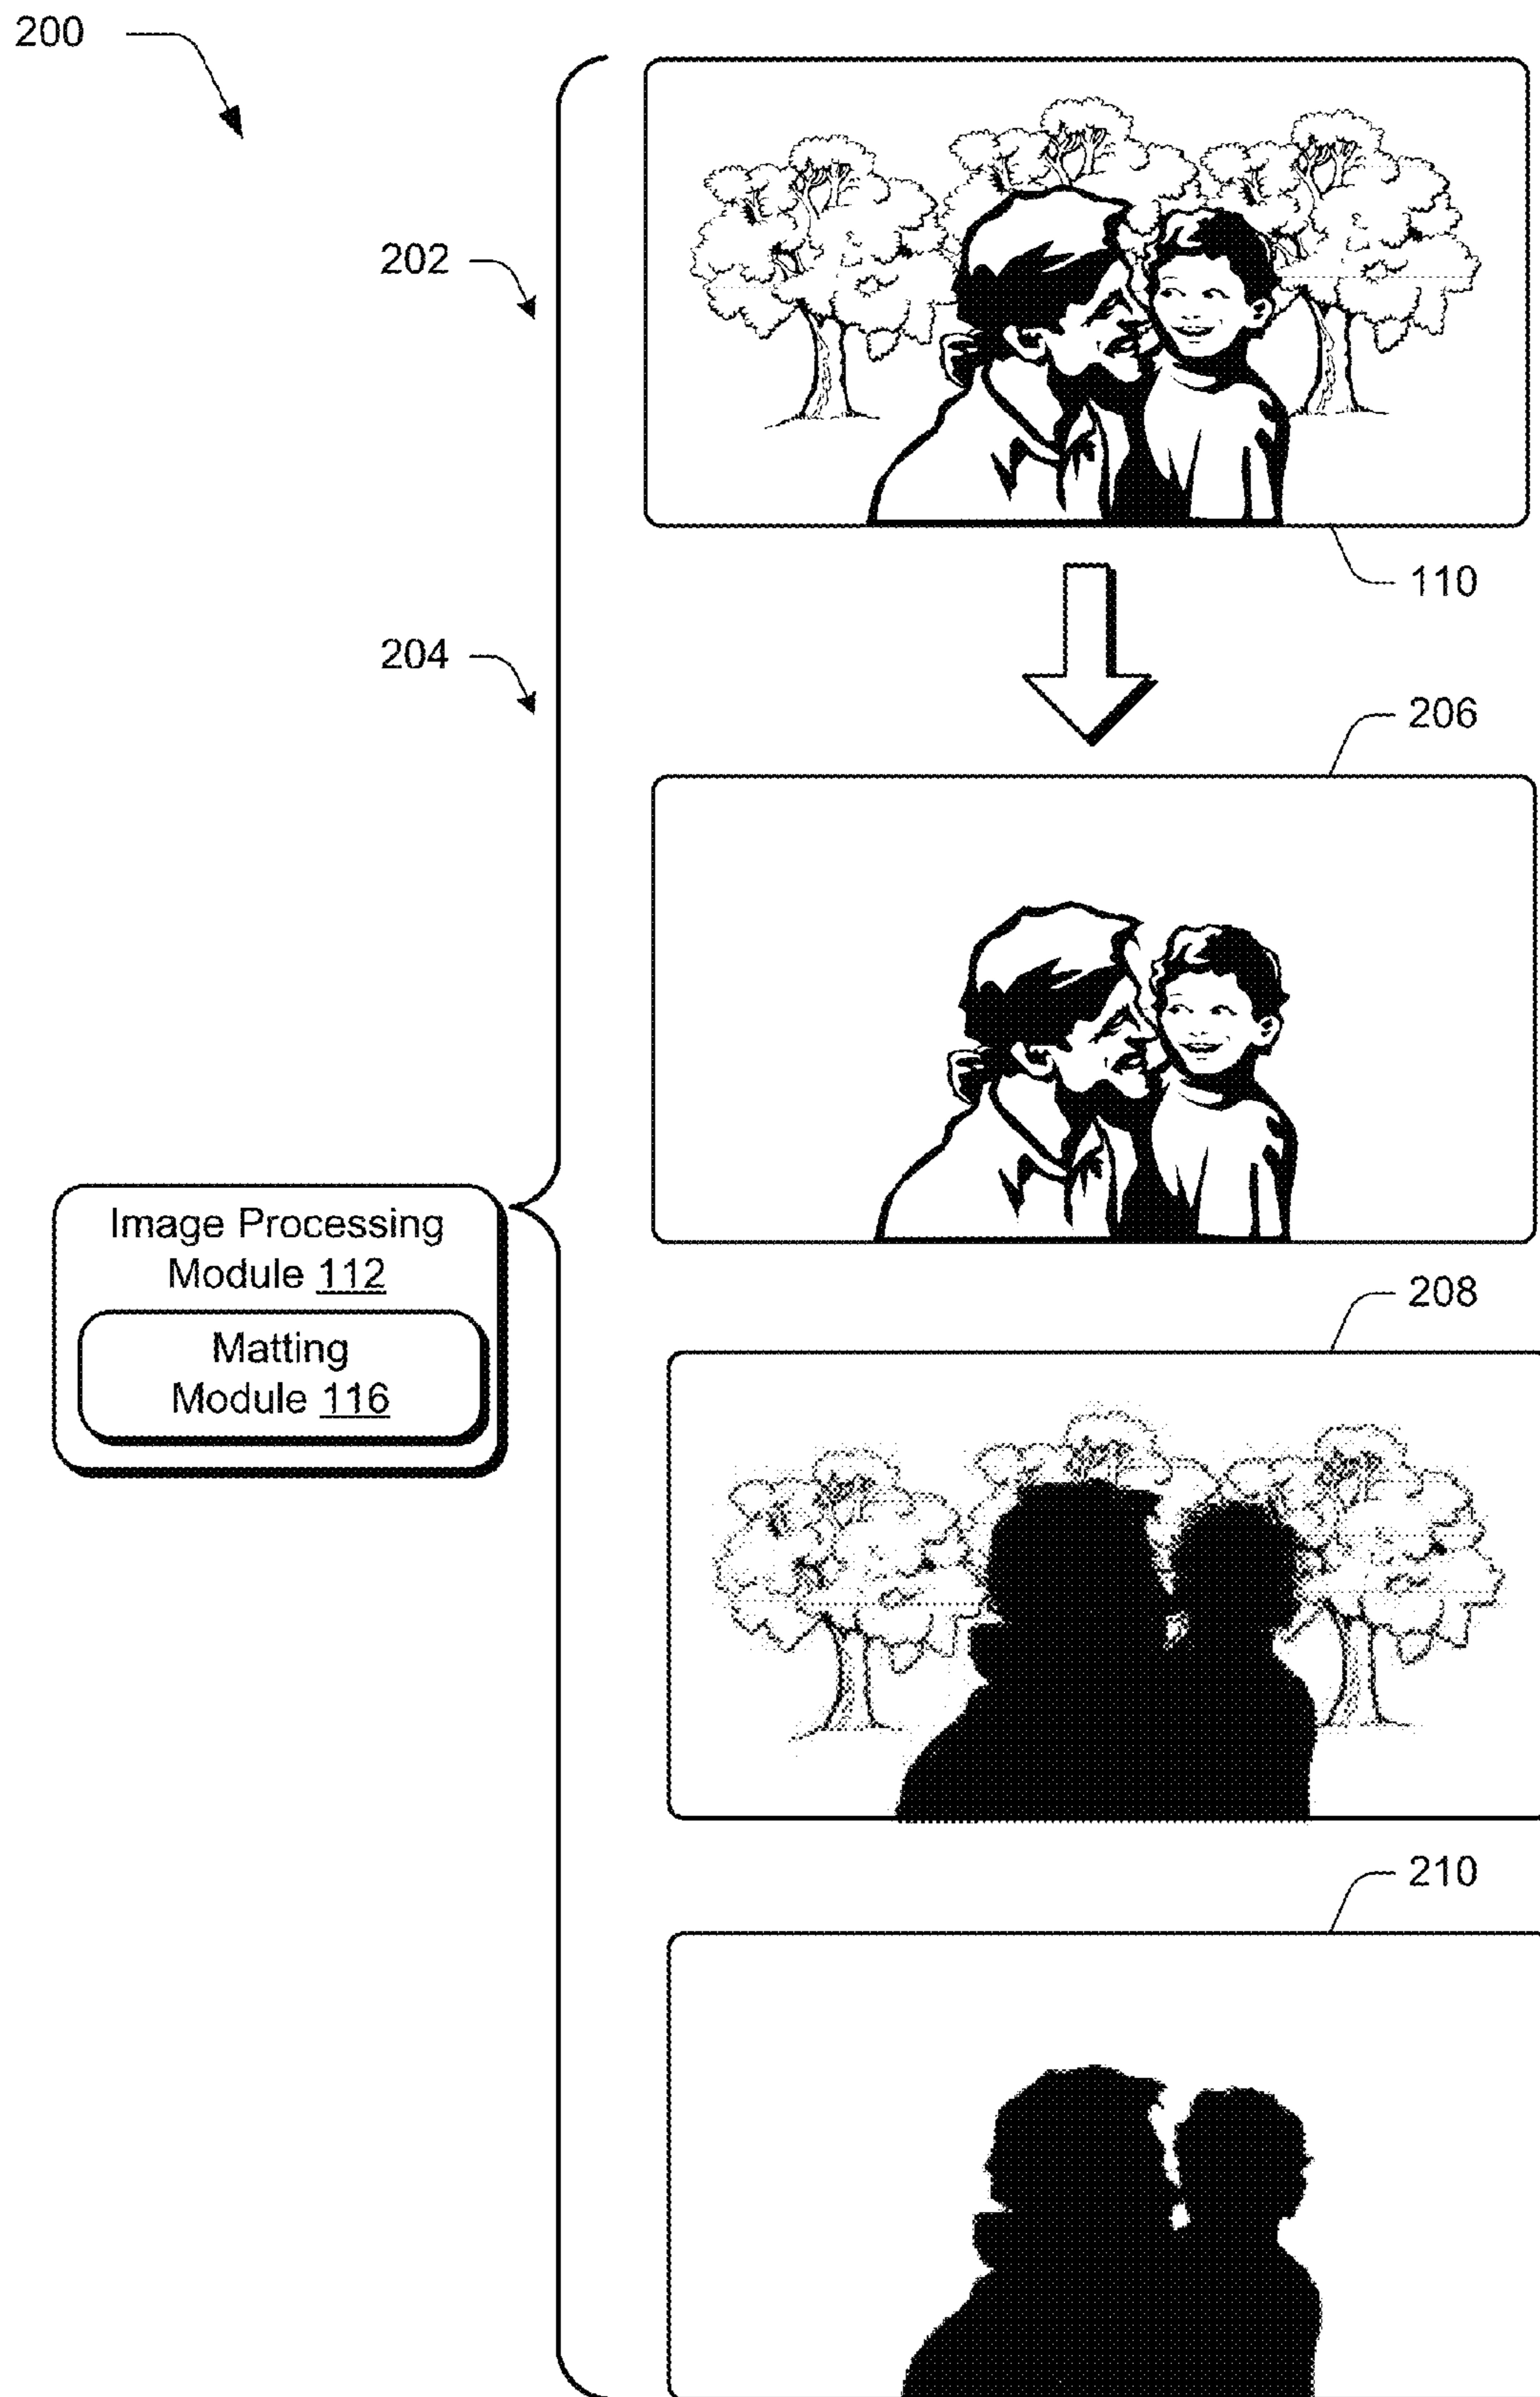 200
202
110
204
206
Image Processing
Module 112
208
Matting
Module 116
210